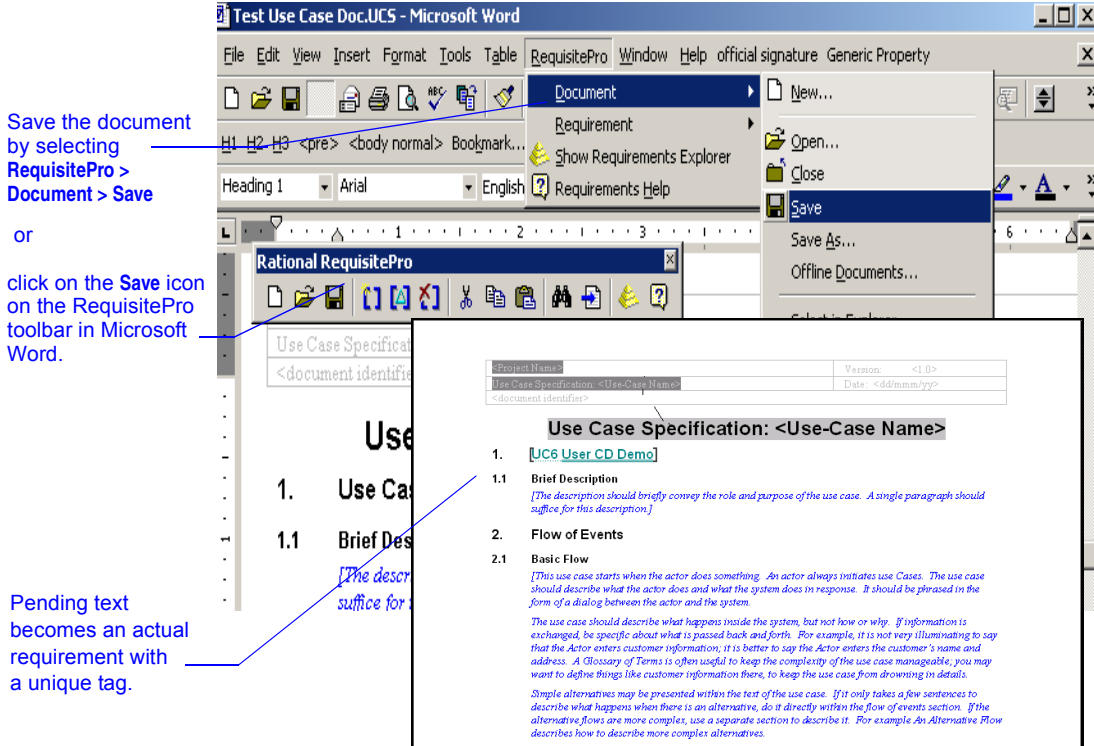 Test Use Case Doc.UCS - Microsoft Word
File Edit View Insert Format Tools Table RequisitePro Window Help official signature Generic Property
Document
Requirement
Show Requirements Explorer
Requirements Help
New...
Open...
Close
Save
Save As...
Offline Documents...
H1 H2 H3 <pre> <body normal> Bookmark...
Heading 1 Arial English
1 2 3 6
Save the document
by selecting
RequisitePro >
Document > Save
or
click on the Save icon
on the RequisitePro
toolbar in Microsoft
Word.
Pending text
becomes an actual
requirement with
a unique tag.
Rational RequisitePro
Use Case Specificat
<document identifie
Use
1. Use Ca
1.1 Brief Des
[The descr
suffice for
<Project Name> Version: <1.0>
Use Case Specification: <Use-Case Name> Date: <dd/mmm/yy>
<document identifier>
Use Case Specification: <Use-Case Name>
1. [UC6 User CD Demo]
1.1 Brief Description
[The description should briefly convey the role and purpose of the use case. A single paragraph should
suffice for this description.]
2. Flow of Events
2.1 Basic Flow
[This use case starts when the actor does something. An actor always initiates use Cases. The use case
should describe what the actor does and what the system does in response. It should be phrased in the
form of a dialog between the actor and the system.
The use case should describe what happens inside the system, but not how or why. If information is
exchanged, be specific about what is passed back and forth. For example, it is not very illuminating to say
that the Actor enters customer information; it is better to say the Actor enters the customer's name and
address. A Glossary of Terms is often useful to keep the complexity of the use case manageable; you may
want to define things like customer information there, to keep the use case from drowning in details.
Simple alternatives may be presented within the text of the use case. If it only takes a few sentences to
describe what happens when there is an alternative, do it directly within the flow of events section. If the
alternative flows are more complex, use a separate section to describe it. For example An Alternative Flow
describes how to describe more complex alternatives.